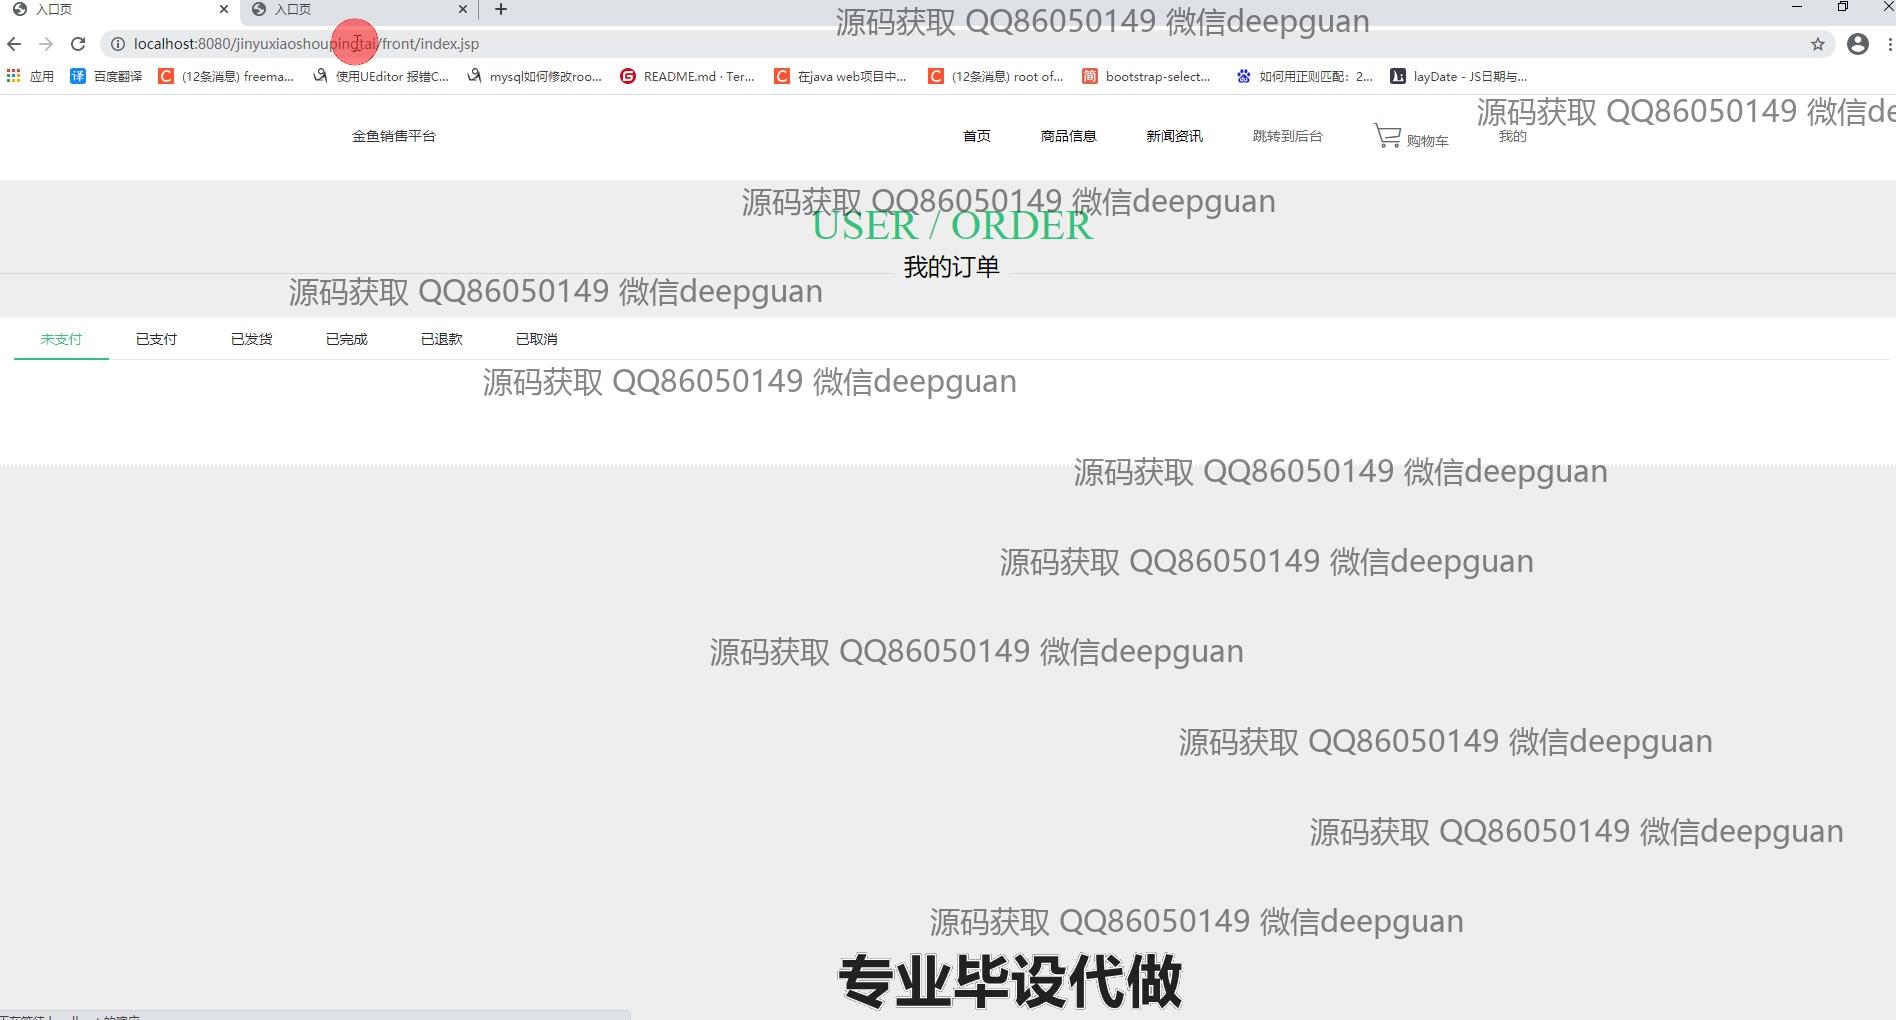 入口页
入口页
源码获取 QQ86050149 微信deepguan
localhost:8080/jinyuxiaoshoupingtai/front/index.jsp
应用 百度翻译 (12条消息) freema... 使用UEditor 报错C... mysql如何修改roo... README.md · Ter... 在java web项目中... (12条消息) root of... bootstrap-select... 如何用正则匹配：2... layDate - JS日期与...
源码获取 QQ86050149 微信de
金鱼销售平台 首页 商品信息 新闻资讯 跳转到后台 购物车 我的
源码获取 QQ86050149 微信deepguan
USER / ORDER
我的订单
源码获取 QQ86050149 微信deepguan
未支付 已支付 已发货 已完成 已退款 已取消
源码获取 QQ86050149 微信deepguan
源码获取 QQ86050149 微信deepguan
源码获取 QQ86050149 微信deepguan
源码获取 QQ86050149 微信deepguan
源码获取 QQ86050149 微信deepguan
源码获取 QQ86050149 微信deepguan
源码获取 QQ86050149 微信deepguan
专业毕设代做